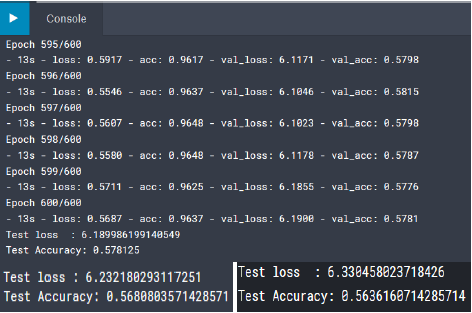 Console
Epoch 595/600
- 13s - loss: 0.5917 - acc: 0.9617 - val_loss: 6.1171 - val_acc: 0.5798
Epoch 596/600
- 13s - loss: 0.5546 - acc: 0.9637 - val_loss: 6.1046 - val_acc: 0.5815
Epoch 597/600
- 13s - loss: 0.5607 - acc: 0.9648 - val_loss: 6.1023 - val_acc: 0.5798
Epoch 598/600
- 13s - loss: 0.5580 - acc: 0.9648 - val_loss: 6.1178 - val_acc: 0.5787
Epoch 599/600
- 13s - loss: 0.5711 - acc: 0.9625 - val_loss: 6.1855 - val_acc: 0.5776
Epoch 600/600
- 13s - loss: 0.5687 - acc: 0.9637 - val_loss: 6.1900 - val_acc: 0.5781
Test loss : 6.189986199140549
Test Accuracy: 0.578125
Test loss : 6.232180293117251
Test Accuracy: 0.5680803571428571
Test loss : 6.330458023718426
Test Accuracy: 0.5636160714285714